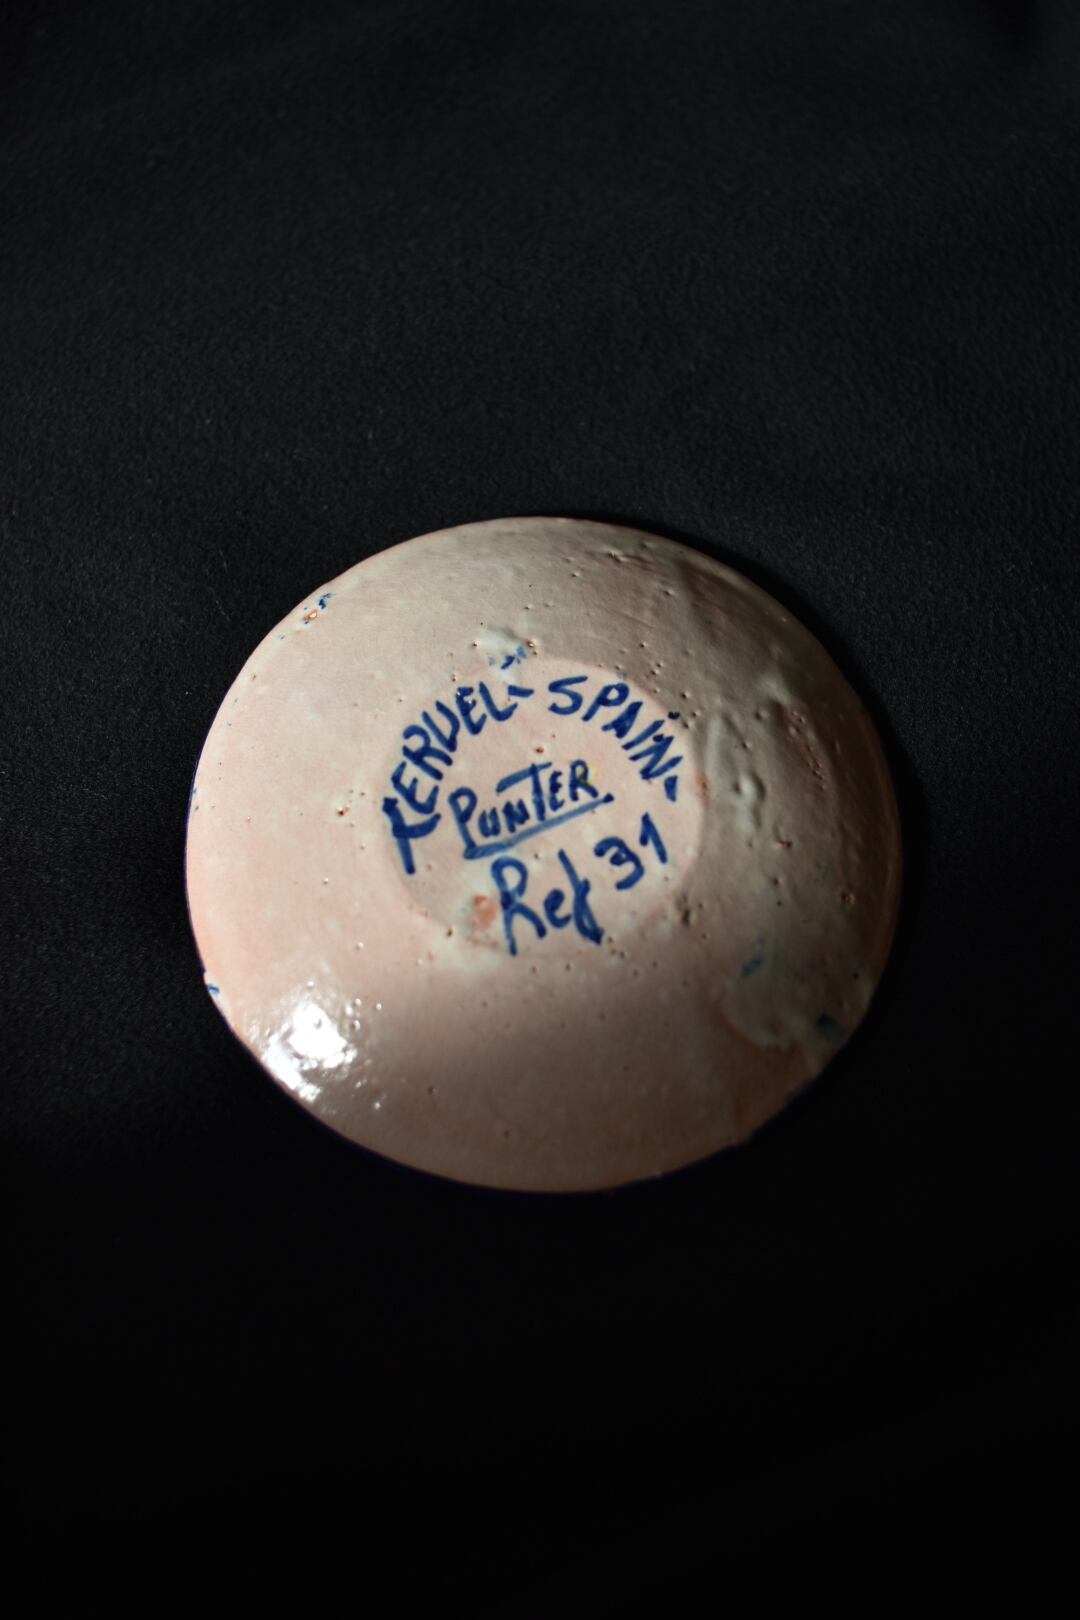 TERUEL - SPAIN.
PUNTER.
Ref 31